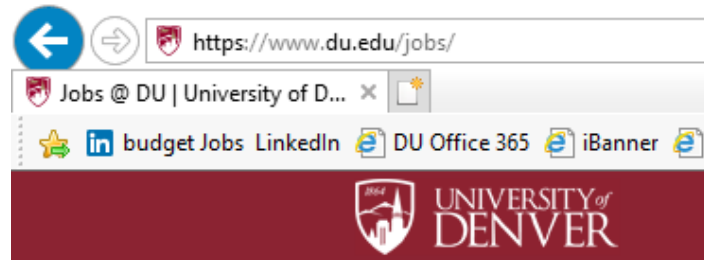 https://www.du.edu/jobs/
Jobs @ DU | University of D...
in budget Jobs LinkedIn DU Office 365 iBanner
1864
UNIVERSITY of
DENVER